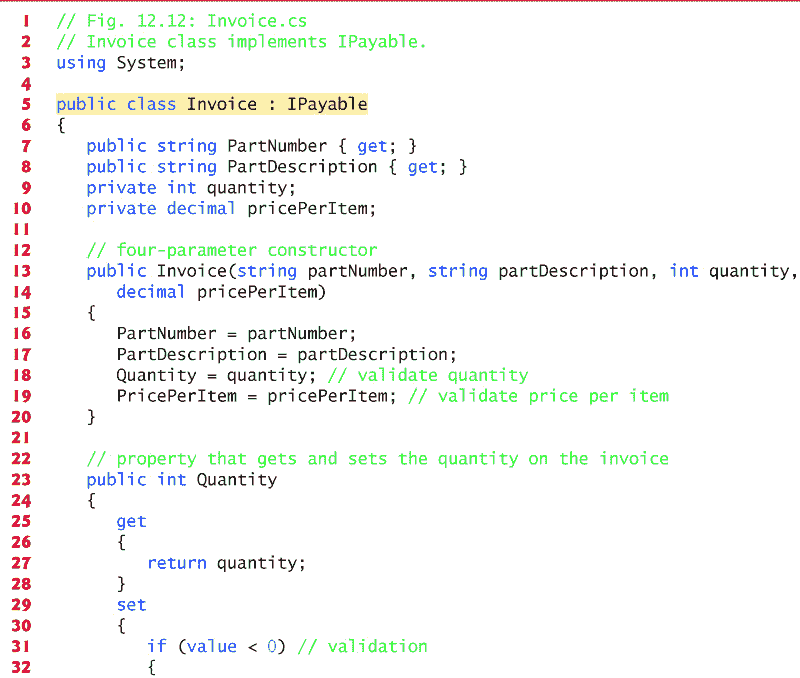 1 // Fig. 12.12: Invoice.cs
2 // Invoice class implements IPayable.
3 using System;
4
5 public class Invoice : IPayable
6 {
7 public string PartNumber { get; }
8 public string PartDescription { get; }
9 private int quantity;
10 private decimal pricePerItem;
11
12 // four-parameter constructor
13 public Invoice(string partNumber, string partDescription, int quantity,
14 decimal pricePerItem)
15 {
16 PartNumber = partNumber;
17 PartDescription = partDescription;
18 Quantity = quantity; // validate quantity
19 PricePerItem = pricePerItem; // validate price per item
20 }
21
22 // property that gets and sets the quantity on the invoice
23 public int Quantity
24 {
25 get
26 {
27 return quantity;
28 }
29 set
30 {
31 if (value < 0) // validation
32 {